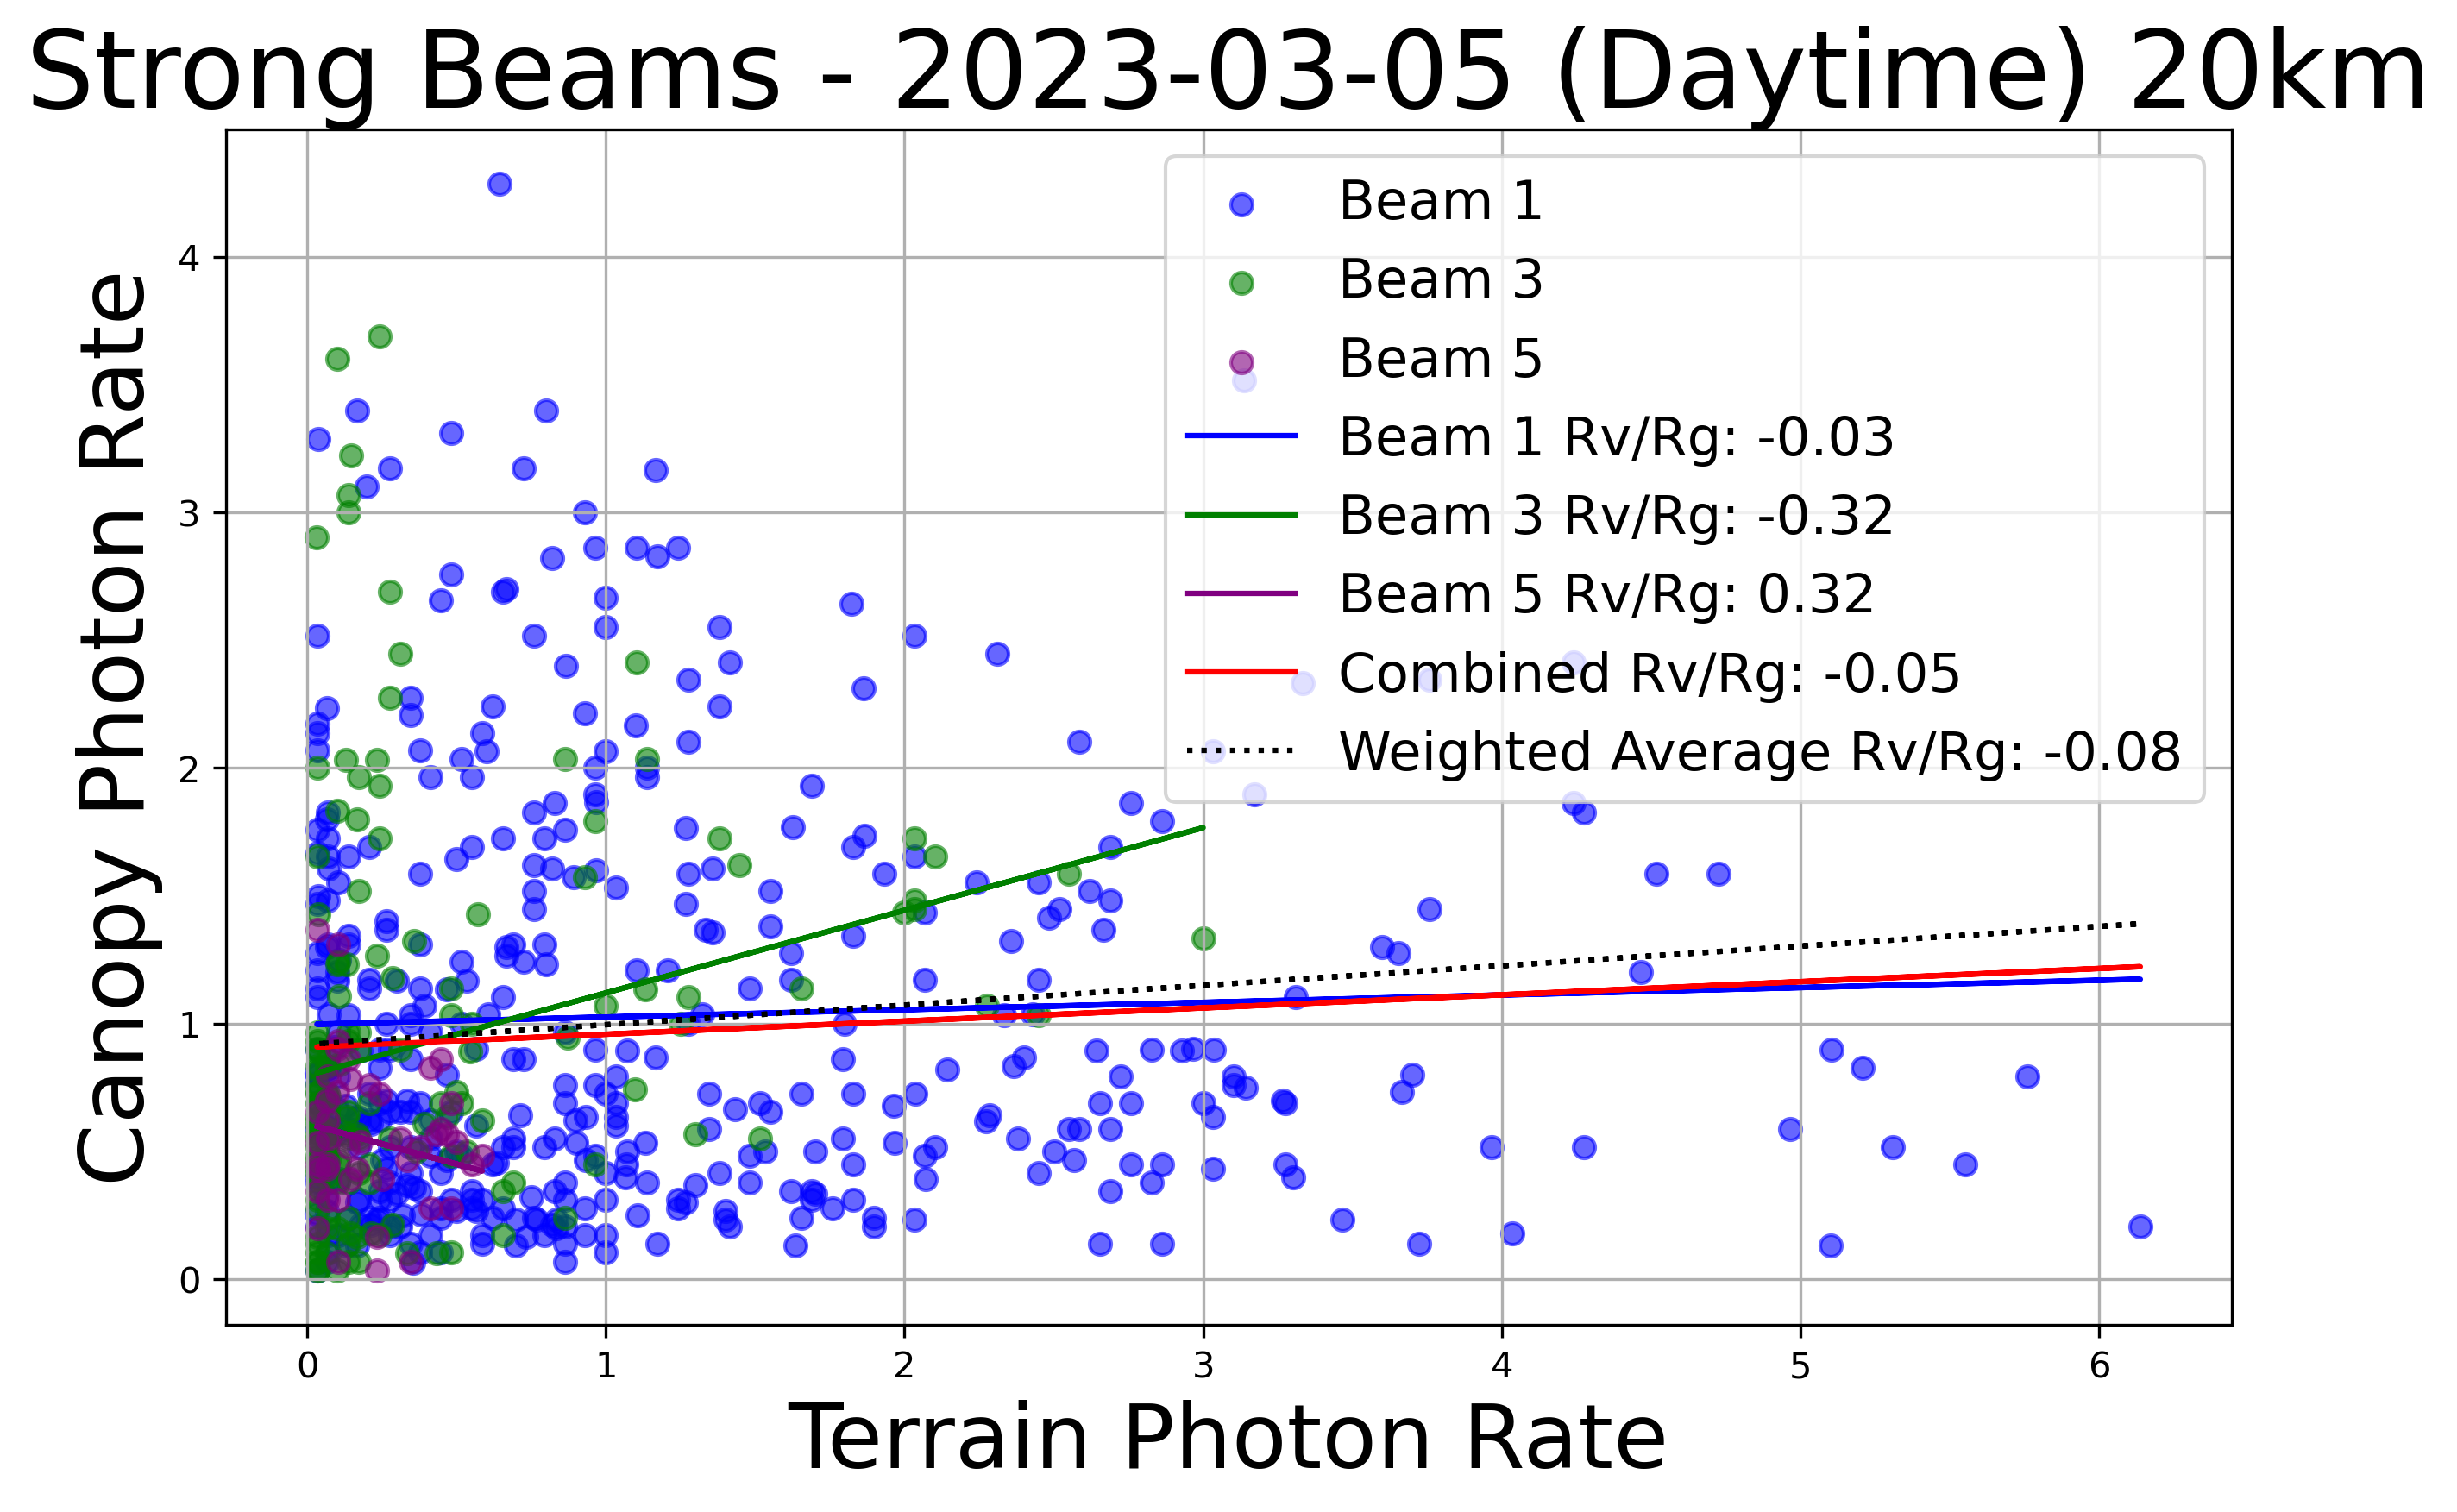 Strong Beams - 2023-03-05 (Daytime) 20km
Canopy Photon Rate
4
3
2
1
0
Beam 1
Beam 3
Beam 5
Beam 1 Rv/Rg: -0.03
Beam 3 Rv/Rg: -0.32
Beam 5 Rv/Rg: 0.32
Combined Rv/Rg: -0.05
Weighted Average Rv/Rg: -0.08
0 1 2 3 4 5 6
Terrain Photon Rate